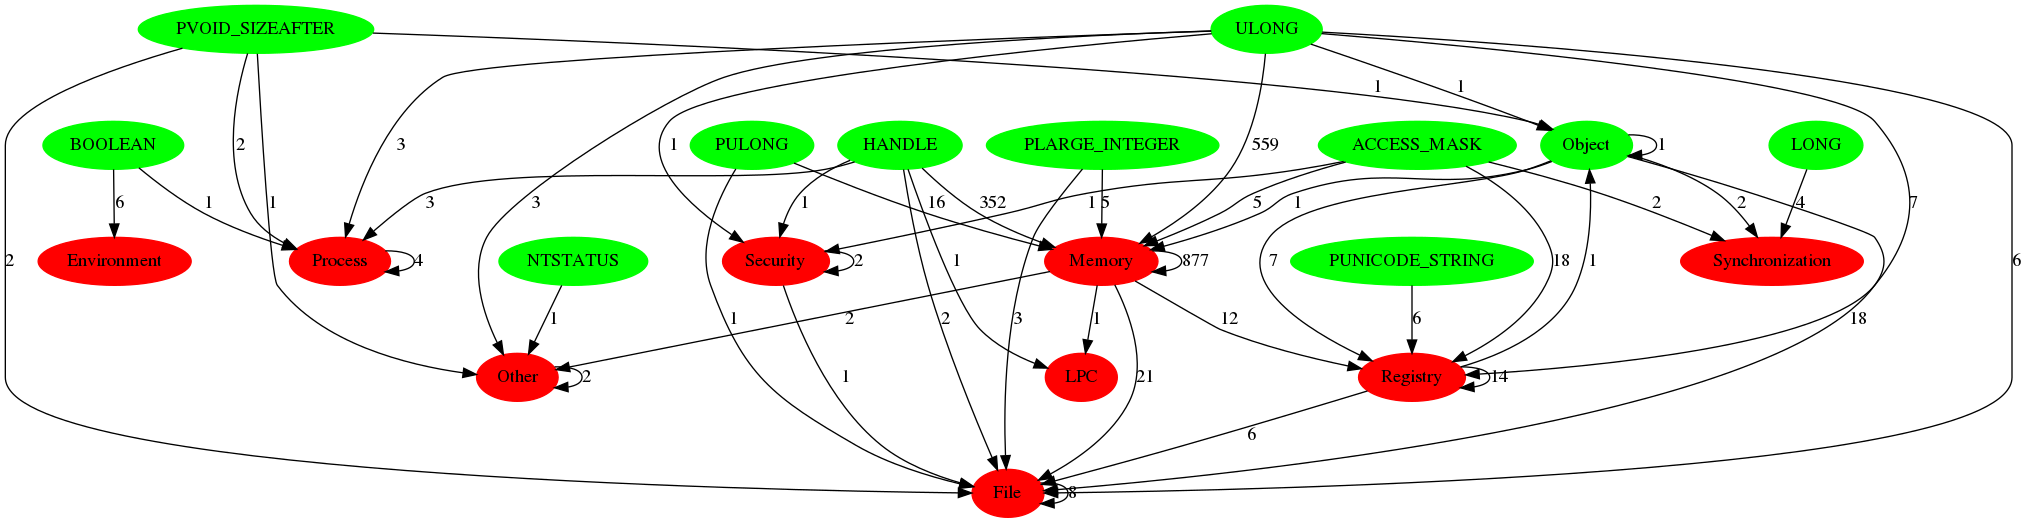 PVOID_SIZEAFTER
ULONG
1
1
BOOLEAN
2
3
1
PULONG
HANDLE
PLARGE_INTEGER
559
ACCESS_MASK
Object
1
LONG
6
1
1
3
3
1
16
352
1
5
5
1
2
2
4
7
2
Environment
Process
4
NTSTATUS
Security
2
1
Memory
877
7
PUNICODE_STRING
18
1
Synchronization
6
1
1
2
3
2
1
12
6
18
Other
2
1
LPC
21
Registry
14
6
File
8